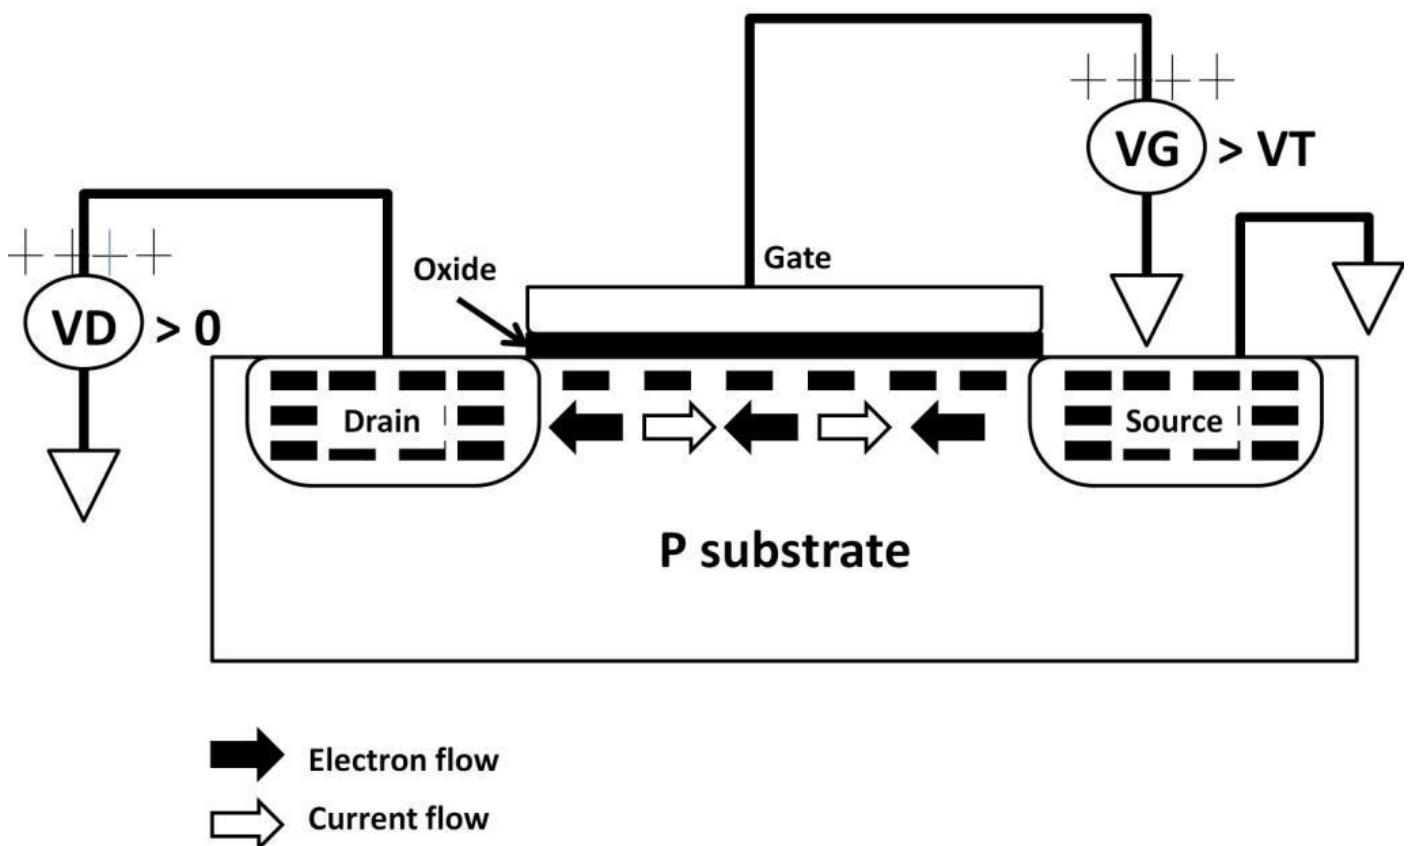 VG > VT
Gate
Oxide
VD > 0
Drain
Source
P substrate
Electron flow
Current flow